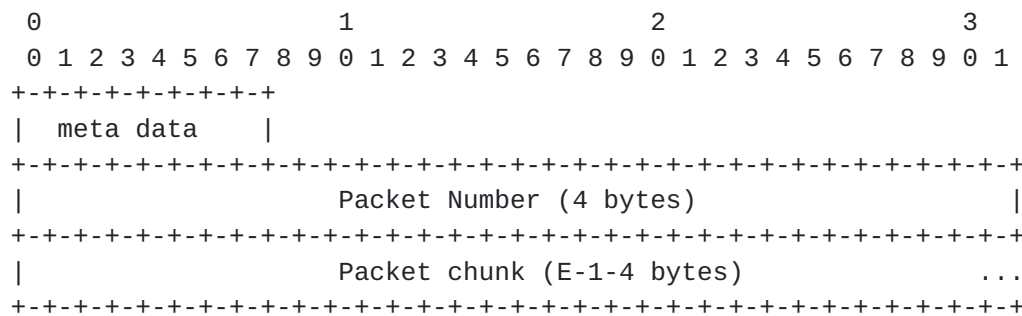 0                   1                   2                   3
 0 1 2 3 4 5 6 7 8 9 0 1 2 3 4 5 6 7 8 9 0 1 2 3 4 5 6 7 8 9 0 1
+-+-+-+-+-+-+-+-+
|  meta data    |
+-+-+-+-+-+-+-+-+-+-+-+-+-+-+-+-+-+-+-+-+-+-+-+-+-+-+-+-+-+-+-+-+
|                    Packet Number (4 bytes)                    |
+-+-+-+-+-+-+-+-+-+-+-+-+-+-+-+-+-+-+-+-+-+-+-+-+-+-+-+-+-+-+-+-+
|                    Packet chunk (E-1-4 bytes)               ...
+-+-+-+-+-+-+-+-+-+-+-+-+-+-+-+-+-+-+-+-+-+-+-+-+-+-+-+-+-+-+-+-+